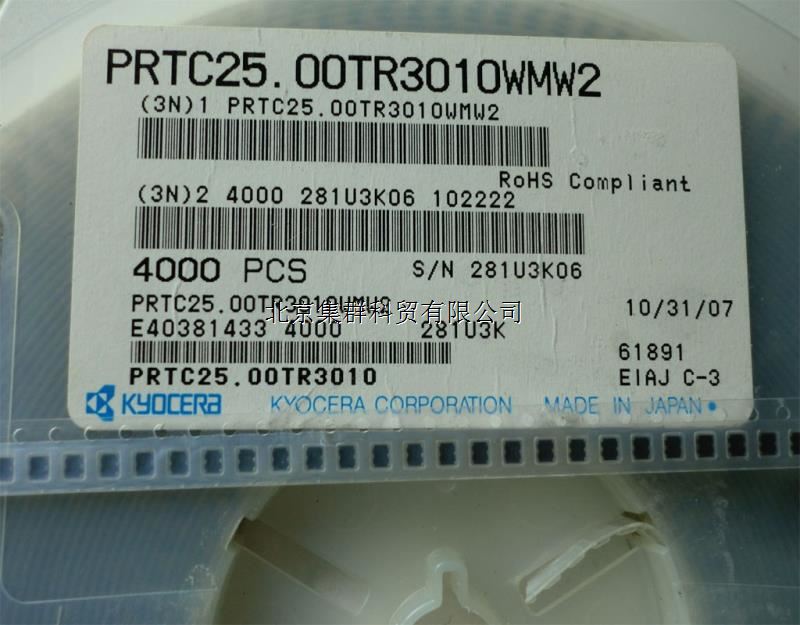 PRTC25.00TR3010WMW2
(3N)1 PRTC25.00TR3010WMW2
RoHS Compliant
(3N)2 4000 281U3K06 102222
4000 PCS S/N 281U3K06
PRTC25.00TR3010WMW2 10/31/07
北京集群科贸有限公司
E40381433 4000 281U3K
61891
PRTC25.00TR3010 EIAJ C-3
KYOCERA KYOCERA CORPORATION MADE IN JAPAN